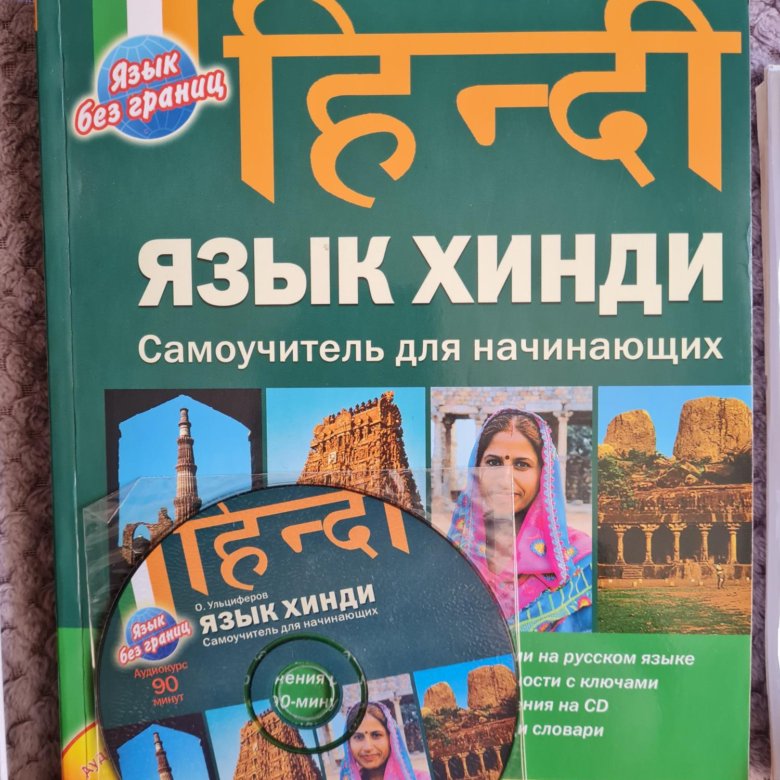 Язык
без границ
हिन्दी
ЯЗЫК ХИНДИ
Самоучитель для начинающих
हिन्दी
О. Ульциферов
ЯЗЫК ХИНДИ
Самоучитель для начинающих
Язык
без границ
Аудиокурс
90
минут
на русском языке
с ключами
на CD
и словари